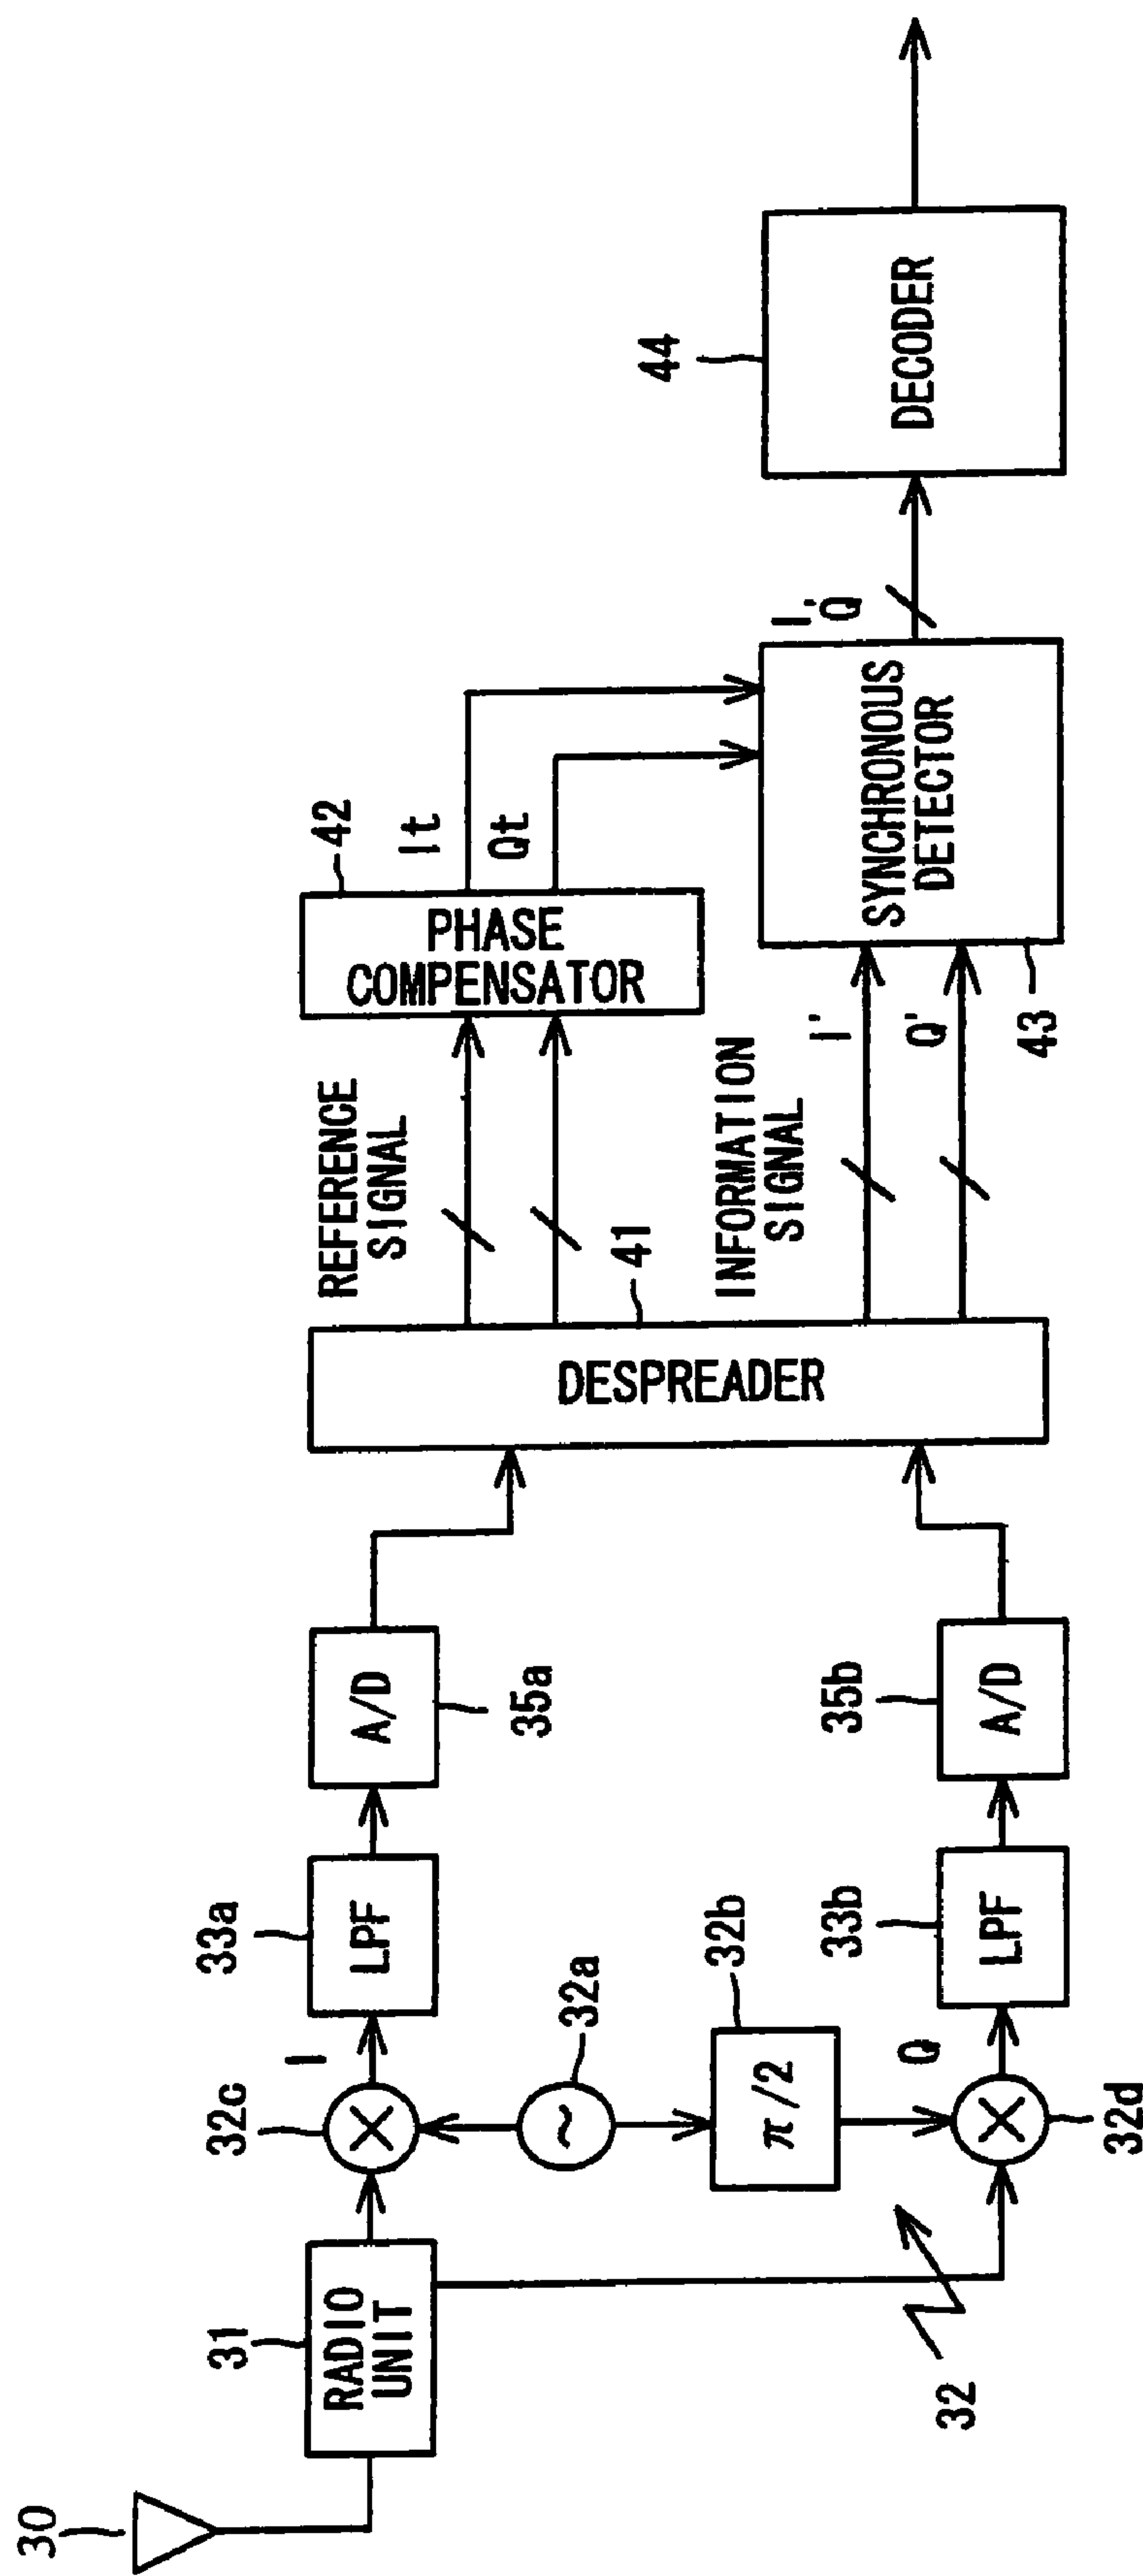 30
31
RADIO
UNIT
32
32c
I
32a
32b
π/2
Q
32d
33a
LPF
33b
LPF
A/D
35a
35b
A/D
DESPREADER
41
REFERENCE
SIGNAL
INFORMATION
SIGNAL
42
PHASE
COMPENSATOR
It
Qt
I'
Q'
43
SYNCHRONOUS
DETECTOR
I,
Q
44
DECODER